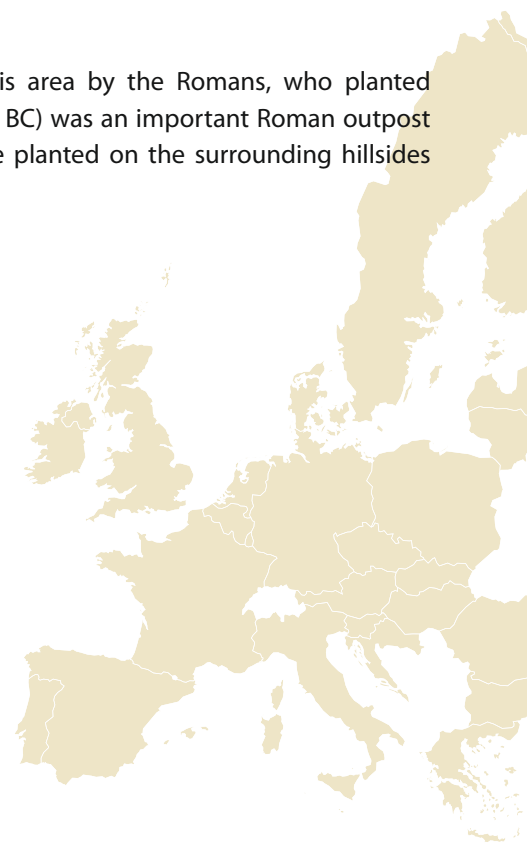 is area by the Romans, who planted
BC) was an important Roman outpost
planted on the surrounding hillsides